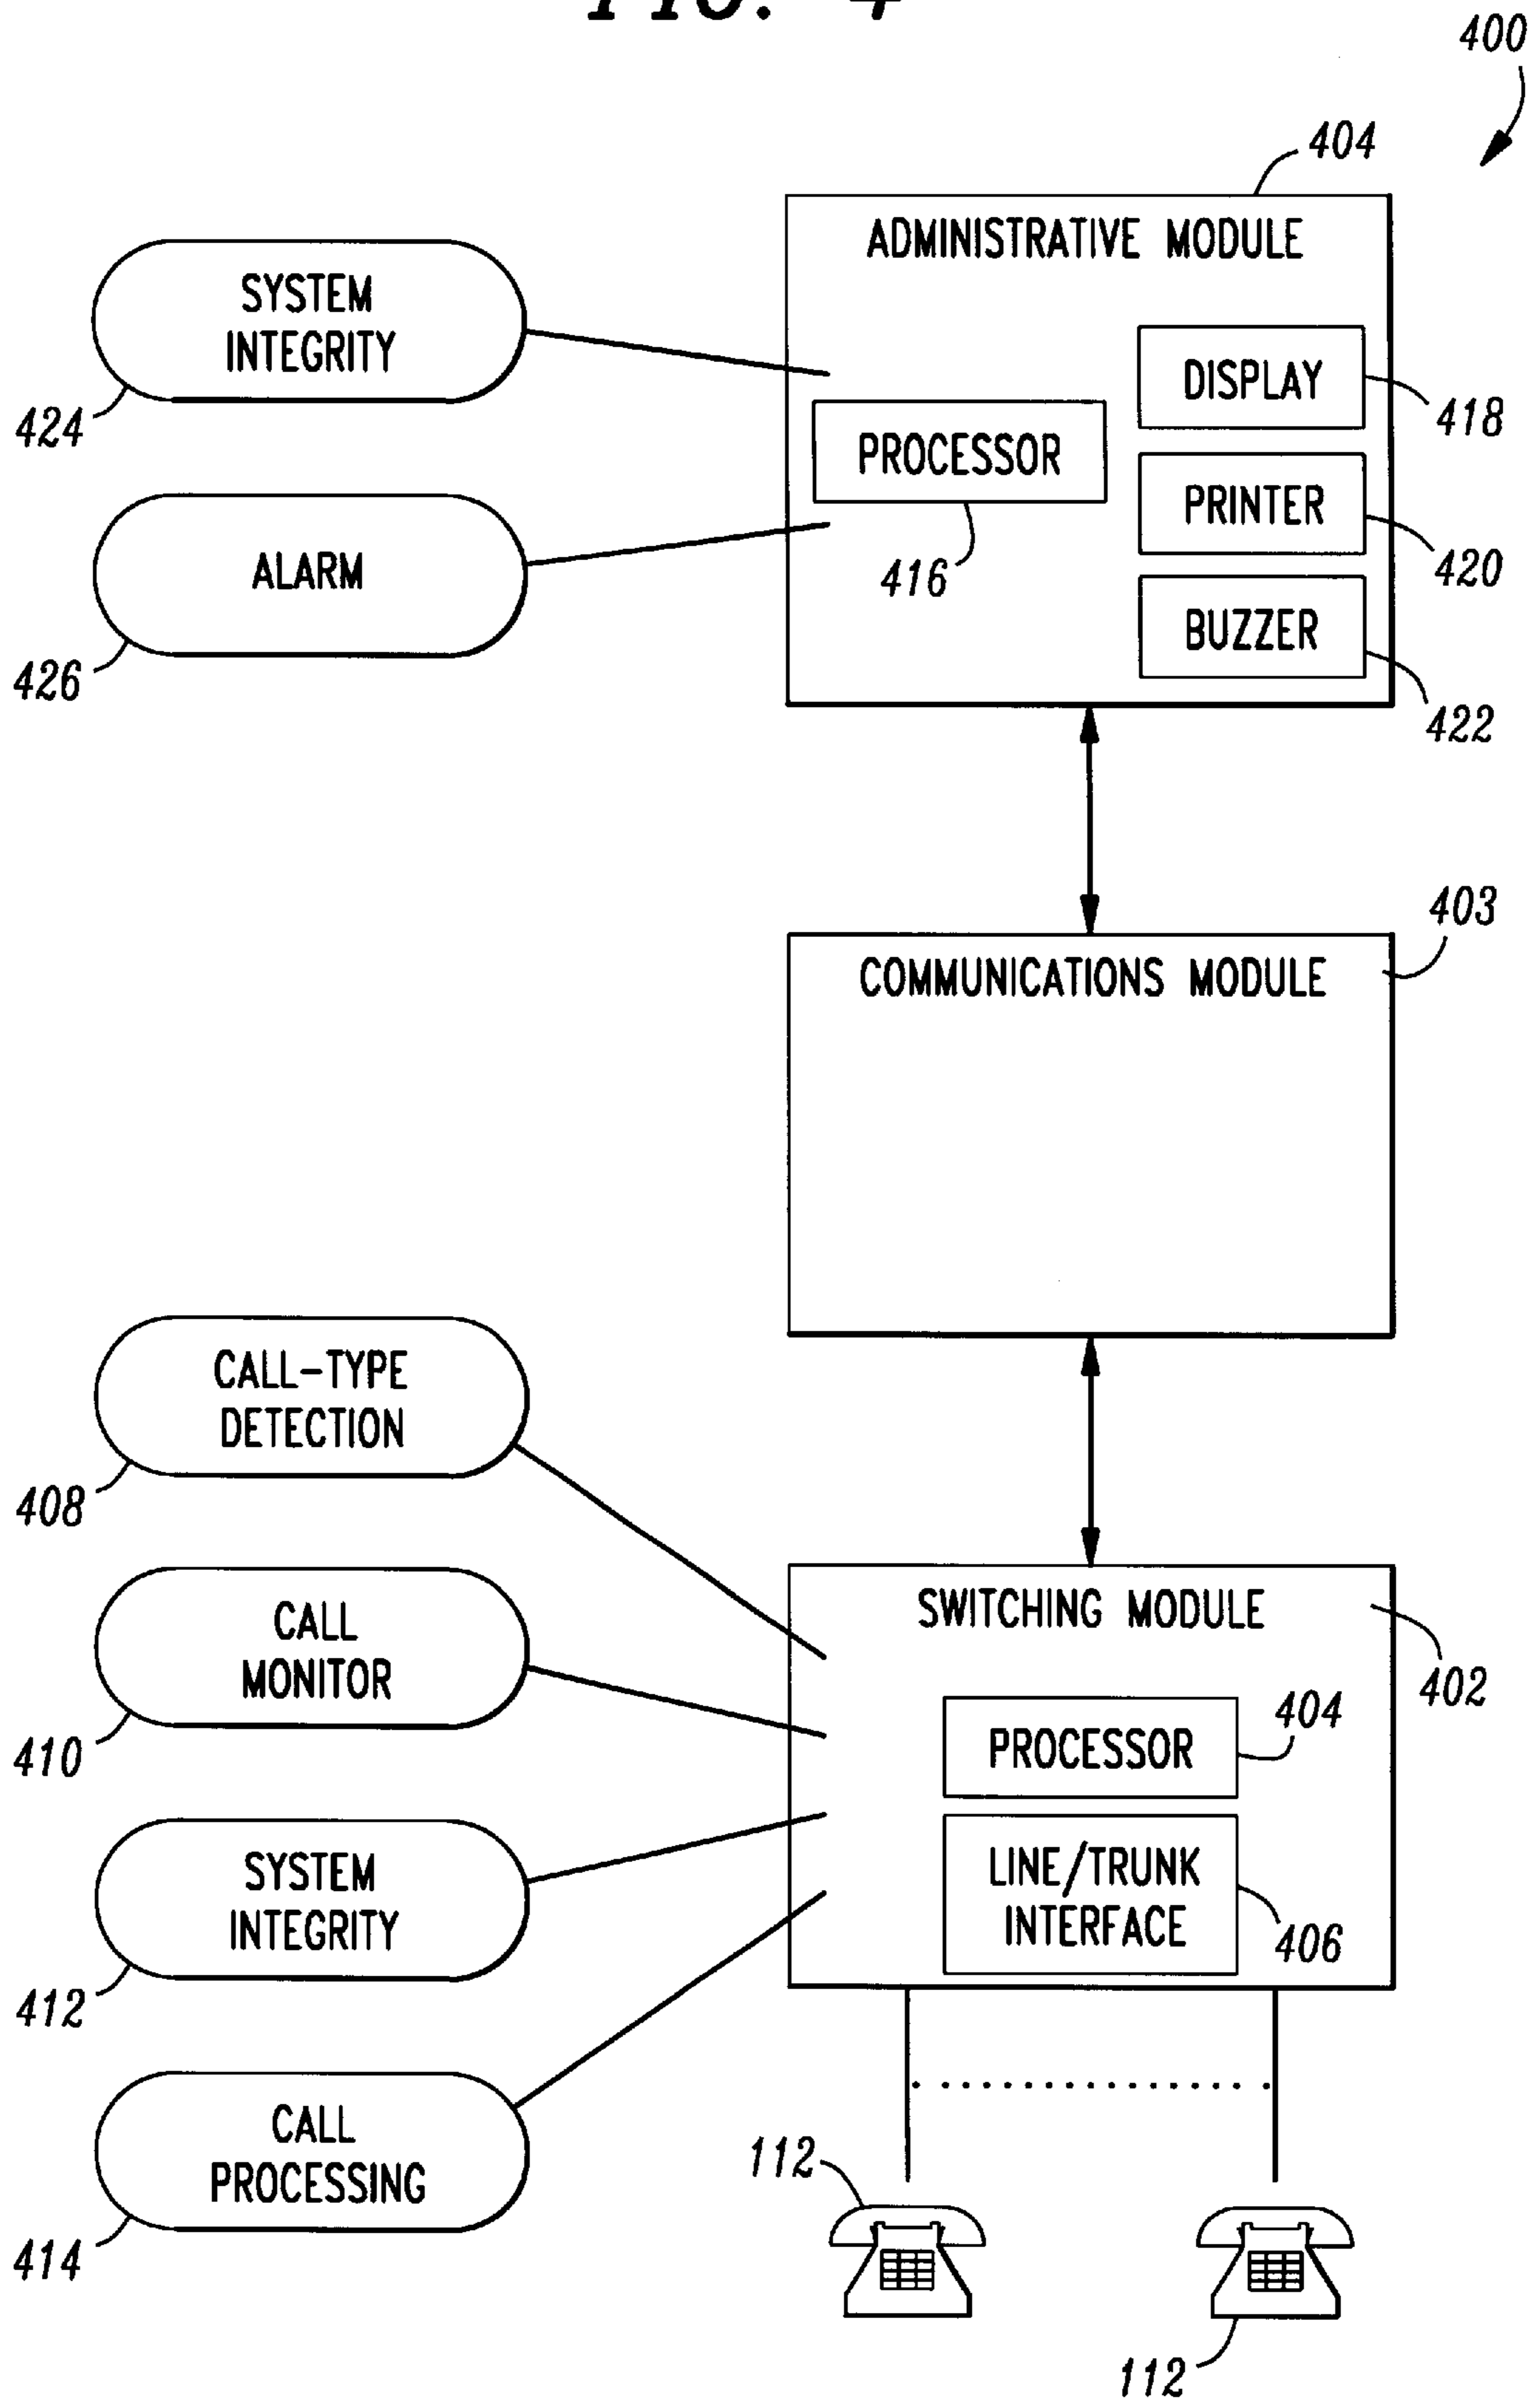 FIG. 4
400
404
ADMINISTRATIVE MODULE
SYSTEM
INTEGRITY
424
DISPLAY
418
PROCESSOR
416
PRINTER
420
ALARM
426
BUZZER
422
403
COMMUNICATIONS MODULE
CALL-TYPE
DETECTION
408
SWITCHING MODULE
402
CALL
MONITOR
410
PROCESSOR
404
SYSTEM
INTEGRITY
412
LINE/TRUNK
INTERFACE
406
CALL
PROCESSING
414
112
112